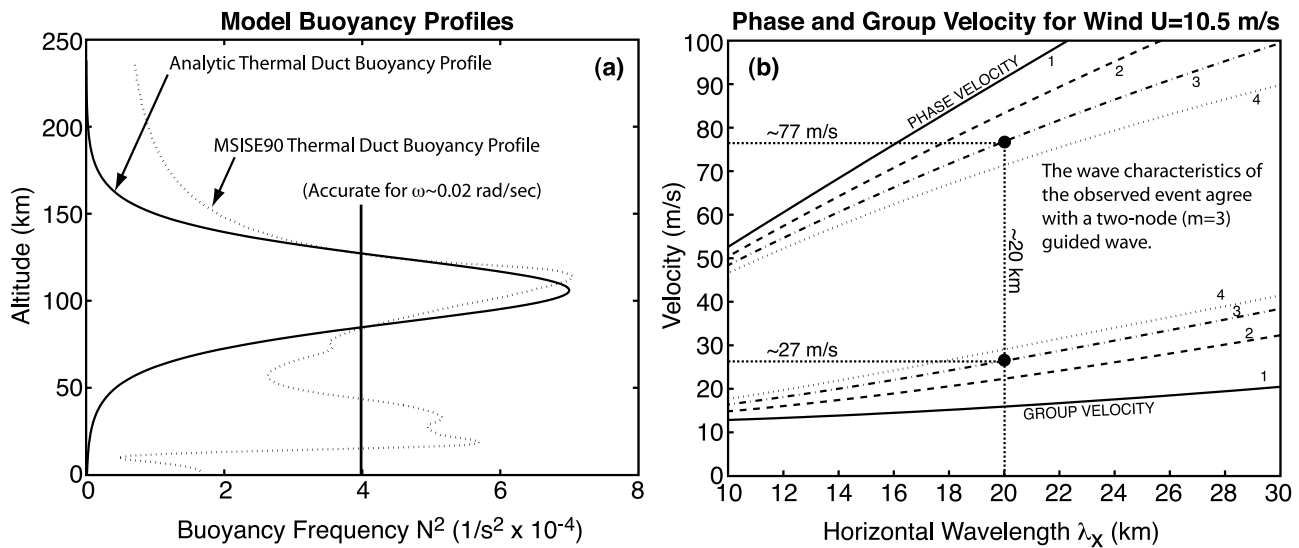 Model Buoyancy Profiles
250
200
150
100
50
0
0
2
4
6
8
Altitude (km)
Buoyancy Frequency N² (1/s² x 10⁻⁴)
(a)
Analytic Thermal Duct Buoyancy Profile
MSISE90 Thermal Duct Buoyancy Profile
(Accurate for ω~0.02 rad/sec)
Phase and Group Velocity for Wind U=10.5 m/s
100
90
80
70
60
50
40
30
20
10
0
10
12
14
16
18
20
22
24
26
28
30
Velocity (m/s)
Horizontal Wavelength λx (km)
(b)
PHASE VELOCITY
1
2
3
4
~77 m/s
The wave characteristics of
the observed event agree
with a two-node (m=3)
guided wave.
~20 km
~27 m/s
4
3
2
1
GROUP VELOCITY